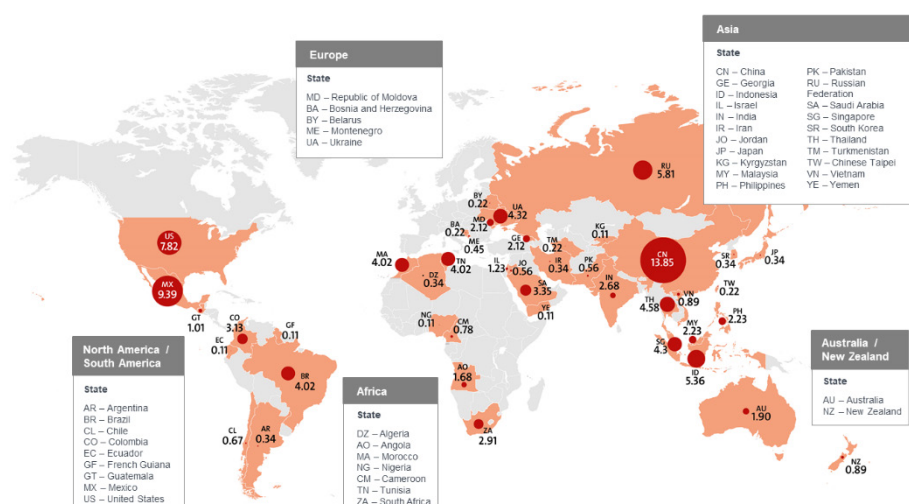 Europe
State
MD – Republic of Moldova
BA – Bosnia and Herzegovina
BY – Belarus
ME – Montenegro
UA – Ukraine
Asia
State
CN – China
GE – Georgia
ID – Indonesia
IL – Israel
IN – India
IR – Iran
JO – Jordan
JP – Japan
KG – Kyrgyzstan
MY – Malaysia
PH – Philippines
PK – Pakistan
RU – Russian
Federation
SA – Saudi Arabia
SG – Singapore
SR – South Korea
TH – Thailand
TM – Turkmenistan
TW – Chinese Taipei
VN – Vietnam
YE – Yemen
RU
5.81
BY
0.22
UA
4.32
MD
2.12
BA
0.22
ME
0.45
GE
2.12
KG
0.11
TM
0.22
US
7.82
MA
4.02
TN
4.02
DZ
0.34
IL
1.23
JO
0.56
IR
0.34
PK
0.56
CN
13.85
SR
0.34
JP
0.34
MX
9.39
IN
2.68
SA
3.35
YE
0.11
TW
0.22
VN
0.89
TH
4.58
PH
2.23
MY
2.23
SG
4.3
ID
5.36
GT
1.01
CO
3.13
GF
0.11
EC
0.11
NG
0.11
CM
0.78
BR
4.02
AO
1.68
ZA
2.91
CL
0.67
AR
0.34
AU
1.90
NZ
0.89
North America /
South America
State
AR – Argentina
BR – Brazil
CL – Chile
CO – Colombia
EC – Ecuador
GF – French Guiana
GT – Guatemala
MX – Mexico
US – United States
Africa
State
DZ – Algeria
AO – Angola
MA – Morocco
NG – Nigeria
CM – Cameroon
TN – Tunisia
ZA – South Africa
Australia /
New Zealand
State
AU – Australia
NZ – New Zealand